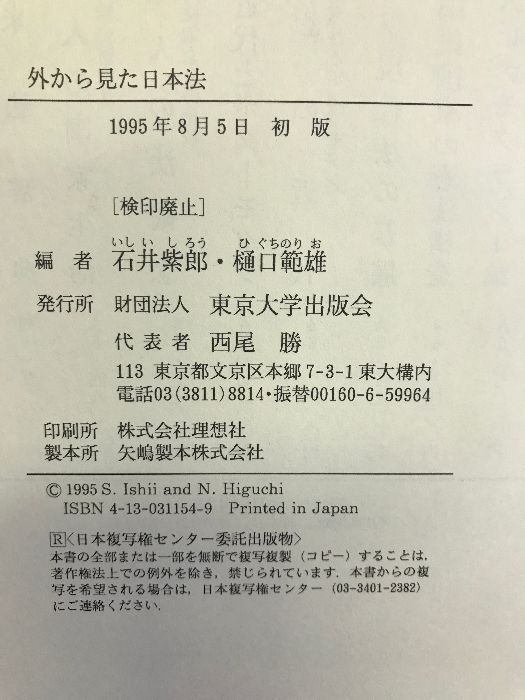 外から見た日本法
1995年8月5日 初 版
[検印廃止]
いし い し ろう ひ ぐち のり お
編 者 石井紫郎・樋口範雄
発行所 財団法人 東京大学出版会
代表者 西尾 勝
113 東京都文京区本郷7-3-1東大構内
電話03(3811)8814・振替00160-6-59964
印刷所 株式会社理想社
製本所 矢嶋製本株式会社
© 1995 S. Ishii and N. Higuchi
ISBN 4-13-031154-9 Printed in Japan
R<日本複写権センター委託出版物>
本書の全部または一部を無断で複写複製(コピー)することは,
著作権法上での例外を除き,禁じられています.本書からの複
写を希望される場合は,日本複写権センター(03-3401-2382)
にご連絡ください.